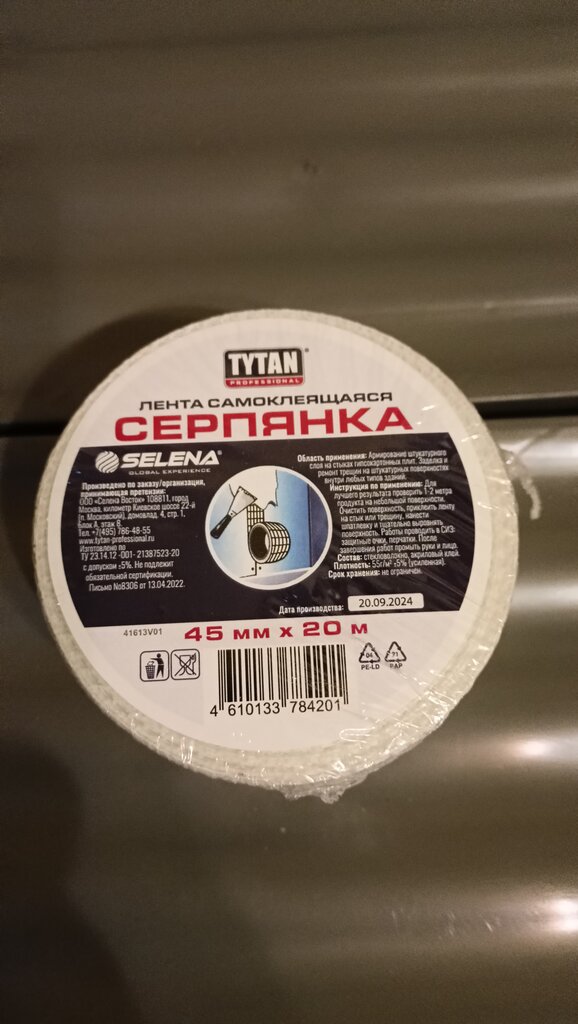 TYTAN
PROFESSIONAL
ЛЕНТА САМОКЛЕЯЩАЯСЯ
СЕРПЯНКА
SELENA
GLOBAL EXPERIENCE
Произведено по заказу/организация,
принимающая претензии:
ООО «Селена Восток» 108811, город
Москва, километр Киевское шоссе 22-й
(п. Московский), домовлад. 4, стр. 1,
Блок А, этаж 8.
Тел. +7(495) 786-48-55
www.tytan-professional.ru
Изготовлено по
ТУ 23.14.12 -001- 21387523-20
с допуском ±5%. Не подлежит
обязательной сертификации.
Письмо №8306 от 13.04.2022.
Область применения: Армирование штукатурного
слоя на стыках гипсокартонных плит. Заделка и
ремонт трещин на штукатурных поверхностях
внутри любых типов зданий.
Инструкция по применению: Для
лучшего результата проверить 1-2 метра
продукта на небольшой поверхности.
Очистить поверхность, приклеить ленту
на стык или трещину, нанести
шпатлевку и тщательно выровнять
поверхность. Работы проводить в СИЗ:
защитные очки, перчатки. После
завершения работ промыть руки и лицо.
Состав: стекловолокно, акриловый клей.
Плотность: 55г/м² ±5% (усиленная).
Срок хранения: не ограничен.
Дата производства: 20.09.2024
41613V01
45 мм x 20 м
04
PE-LD
21
PAP
4 610133 784201